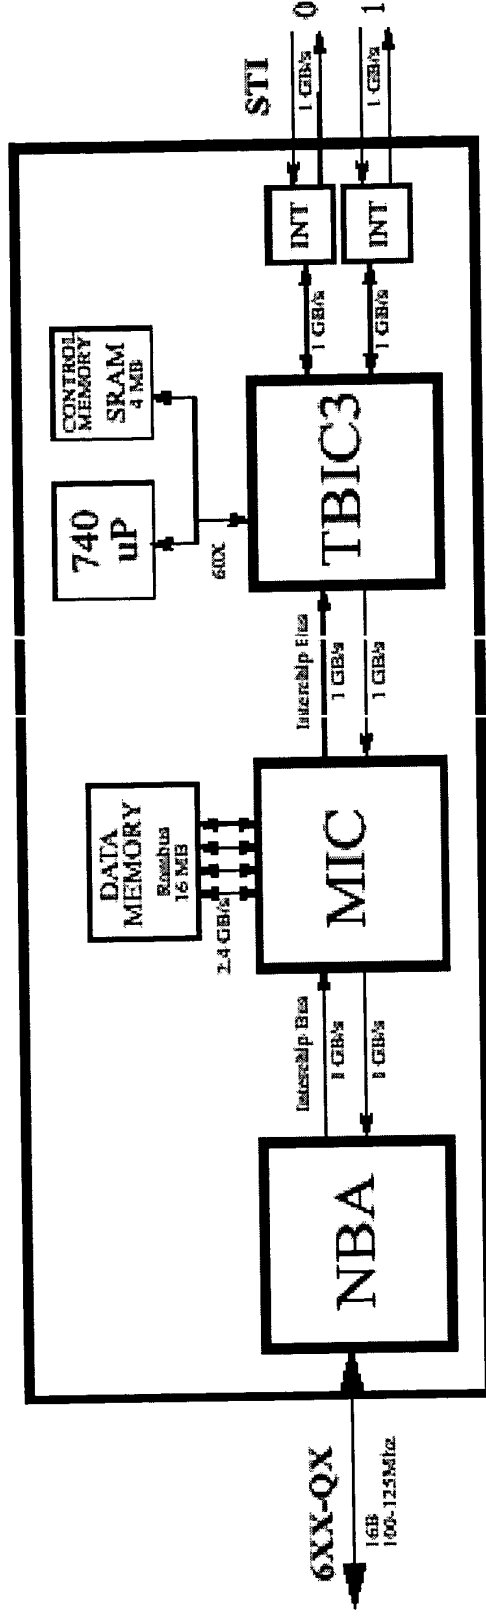 6XX-QX
16B
100-125Mhz
NBA
Interchip Bus
1 GB/s
1 GB/s
DATA
MEMORY
Rambus
16 MB
2.4 GB/s
MIC
Interchip Bus
1 GB/s
1 GB/s
740
uP
CONTROL
MEMORY
SRAM
4 MB
60X
TBIC3
1 GB/s
1 GB/s
INT
INT
STI
1 GB/s
0
1 GB/s
1